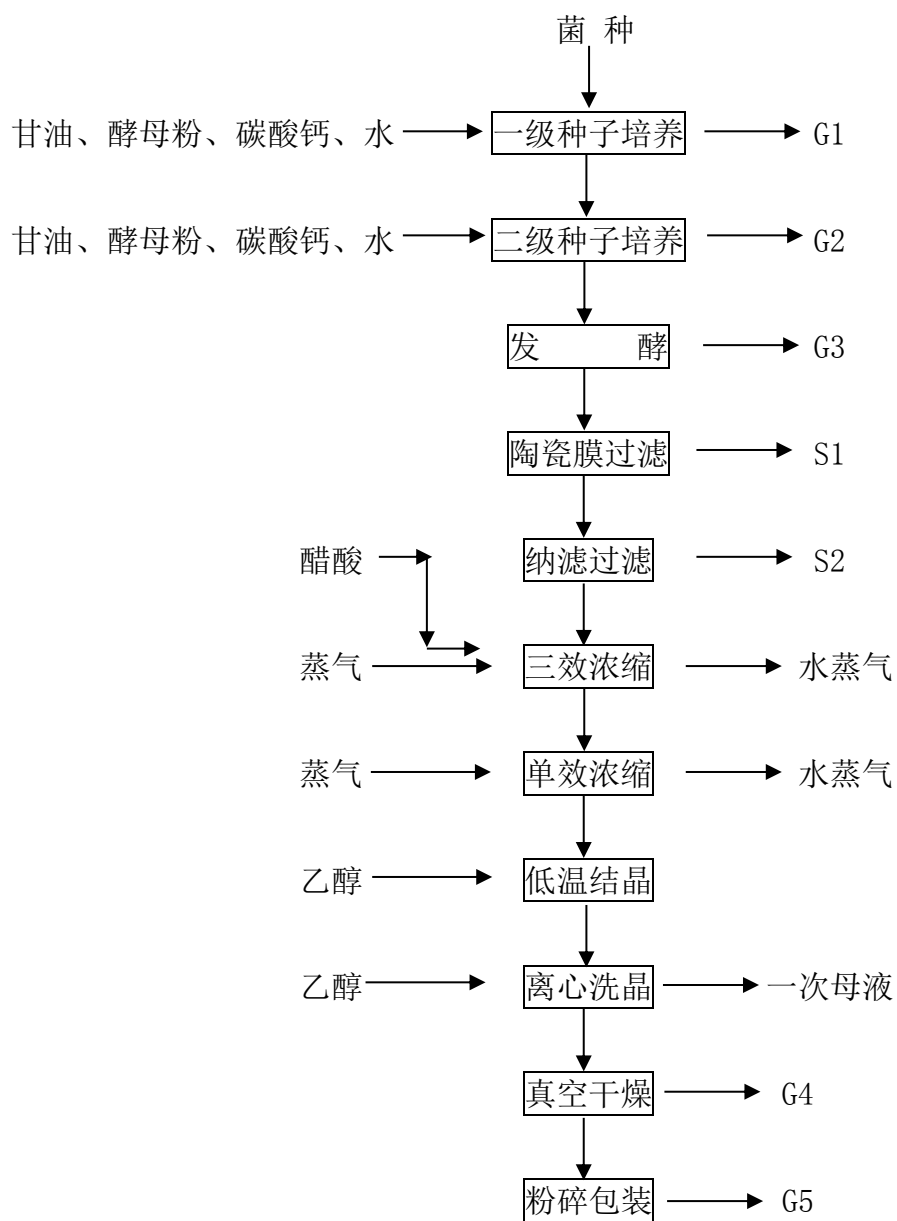 菌 种
甘油、酵母粉、碳酸钙、水 一级种子培养 G1
甘油、酵母粉、碳酸钙、水 二级种子培养 G2
发 酵 G3
陶瓷膜过滤 S1
醋酸 纳滤过滤 S2
蒸气 三效浓缩 水蒸气
蒸气 单效浓缩 水蒸气
乙醇 低温结晶
乙醇 离心洗晶 一次母液
真空干燥 G4
粉碎包装 G5